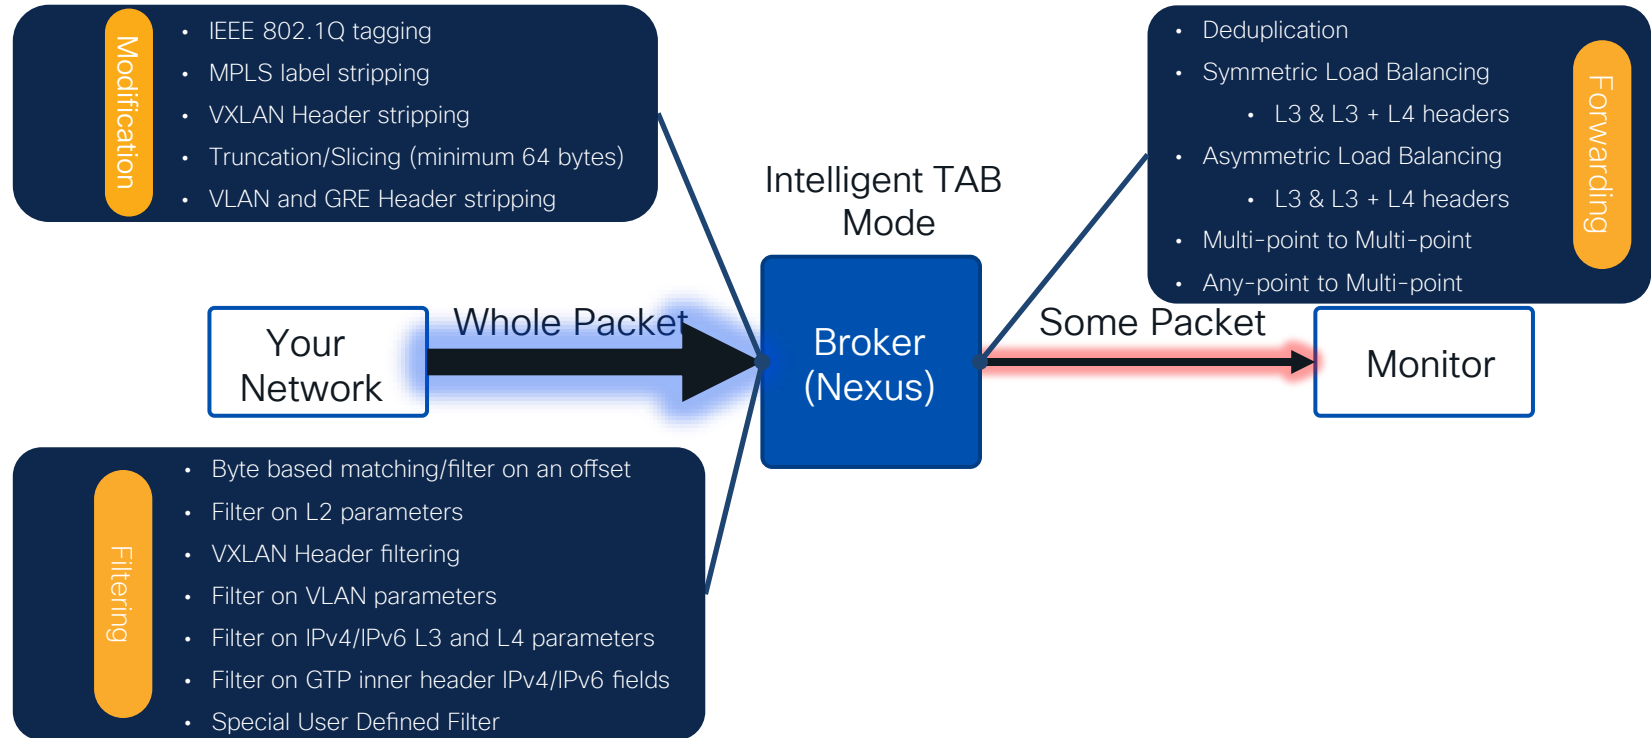 Modification
• IEEE 802.1Q tagging
• MPLS label stripping
• VXLAN Header stripping
• Truncation/Slicing (minimum 64 bytes)
• VLAN and GRE Header stripping
• Deduplication
• Symmetric Load Balancing
• L3 & L3 + L4 headers
• Asymmetric Load Balancing
• L3 & L3 + L4 headers
• Multi-point to Multi-point
• Any-point to Multi-point
Forwarding
Intelligent TAB
Mode
Your
Network
Whole Packet
Broker
(Nexus)
Some Packet
Monitor
Filtering
• Byte based matching/filter on an offset
• Filter on L2 parameters
• VXLAN Header filtering
• Filter on VLAN parameters
• Filter on IPv4/IPv6 L3 and L4 parameters
• Filter on GTP inner header IPv4/IPv6 fields
• Special User Defined Filter